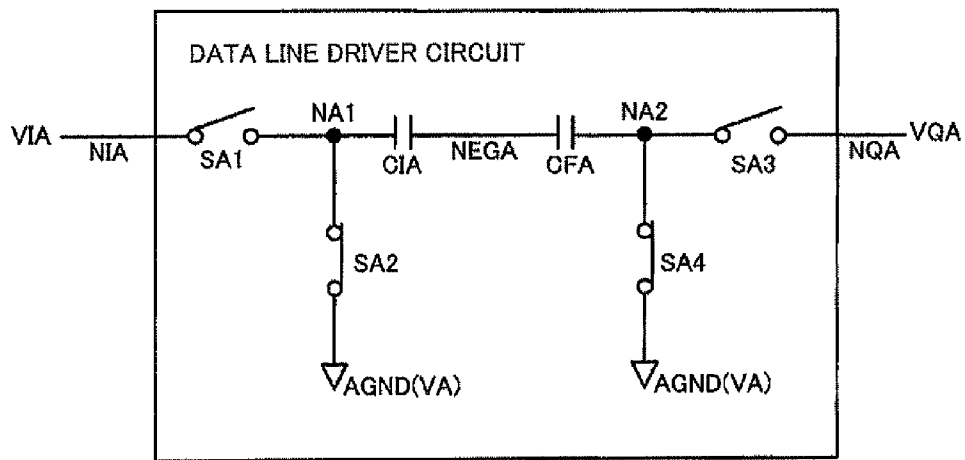 DATA LINE DRIVER CIRCUIT
NA1 NA2
VIA VQA
NIA SA1 CIA NEGA CFA SA3 NQA
SA2 SA4
AGND(VA) AGND(VA)